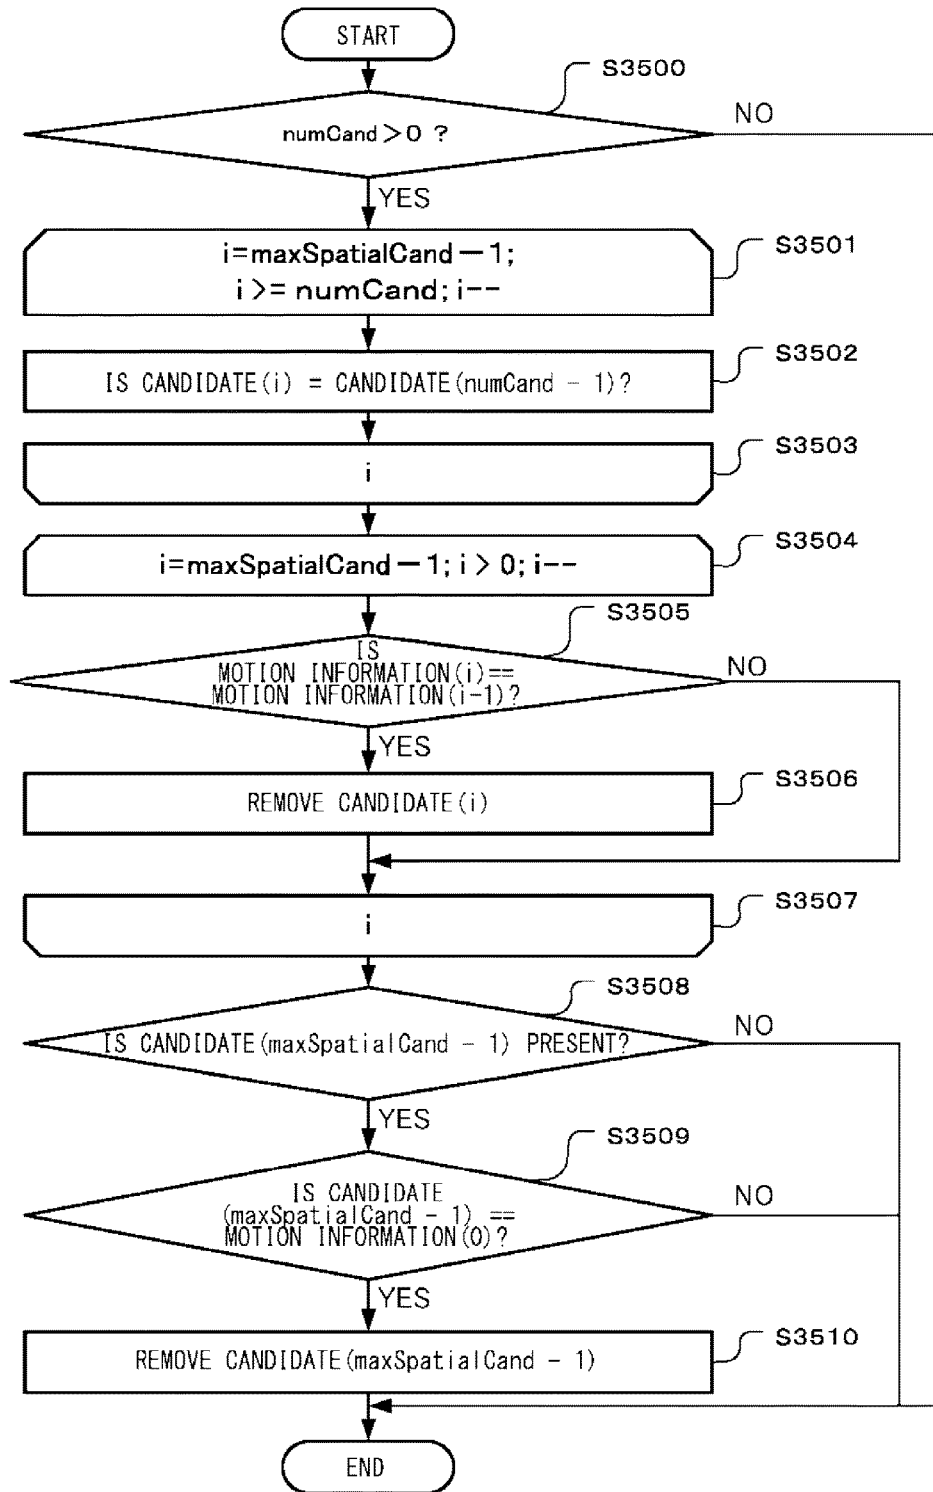 START
S3500
numCand>0 ?
NO
YES
i=maxSpatialCand-1;
i >= numCand; i--
S3501
IS CANDIDATE(i) = CANDIDATE(numCand - 1)?
S3502
i
S3503
i=maxSpatialCand-1; i > 0; i--
S3504
S3505
IS
MOTION INFORMATION(i)==
MOTION INFORMATION(i-1)?
NO
YES
REMOVE CANDIDATE(i)
S3506
i
S3507
S3508
IS CANDIDATE(maxSpatialCand - 1) PRESENT?
NO
YES
S3509
IS CANDIDATE
(maxSpatialCand - 1) ==
MOTION INFORMATION(0)?
NO
YES
REMOVE CANDIDATE(maxSpatialCand - 1)
S3510
END